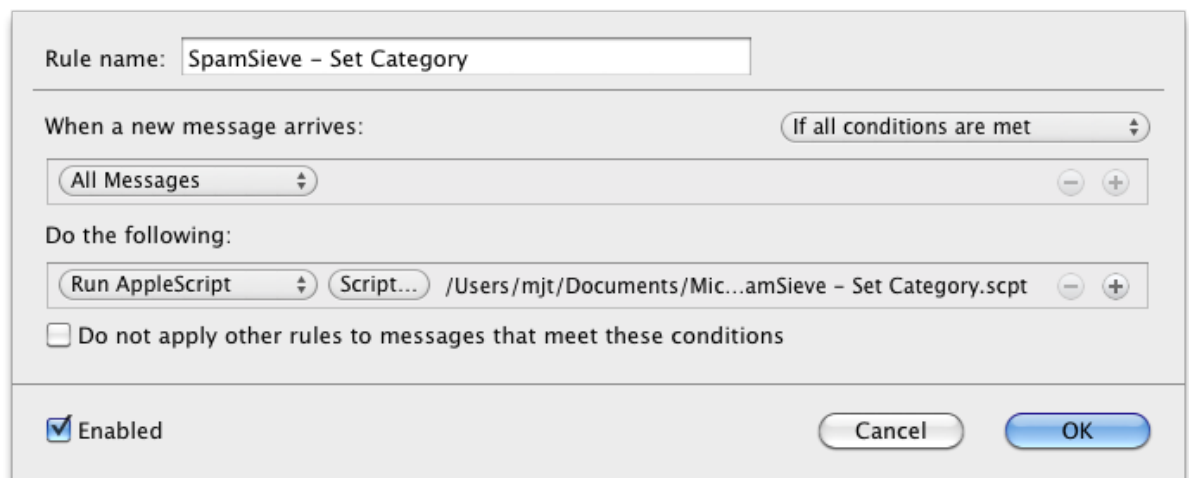 Rule name: SpamSieve – Set Category
When a new message arrives: If all conditions are met
All Messages
Do the following:
Run AppleScript Script... /Users/mjt/Documents/Mic...amSieve – Set Category.scpt
Do not apply other rules to messages that meet these conditions
Enabled Cancel OK